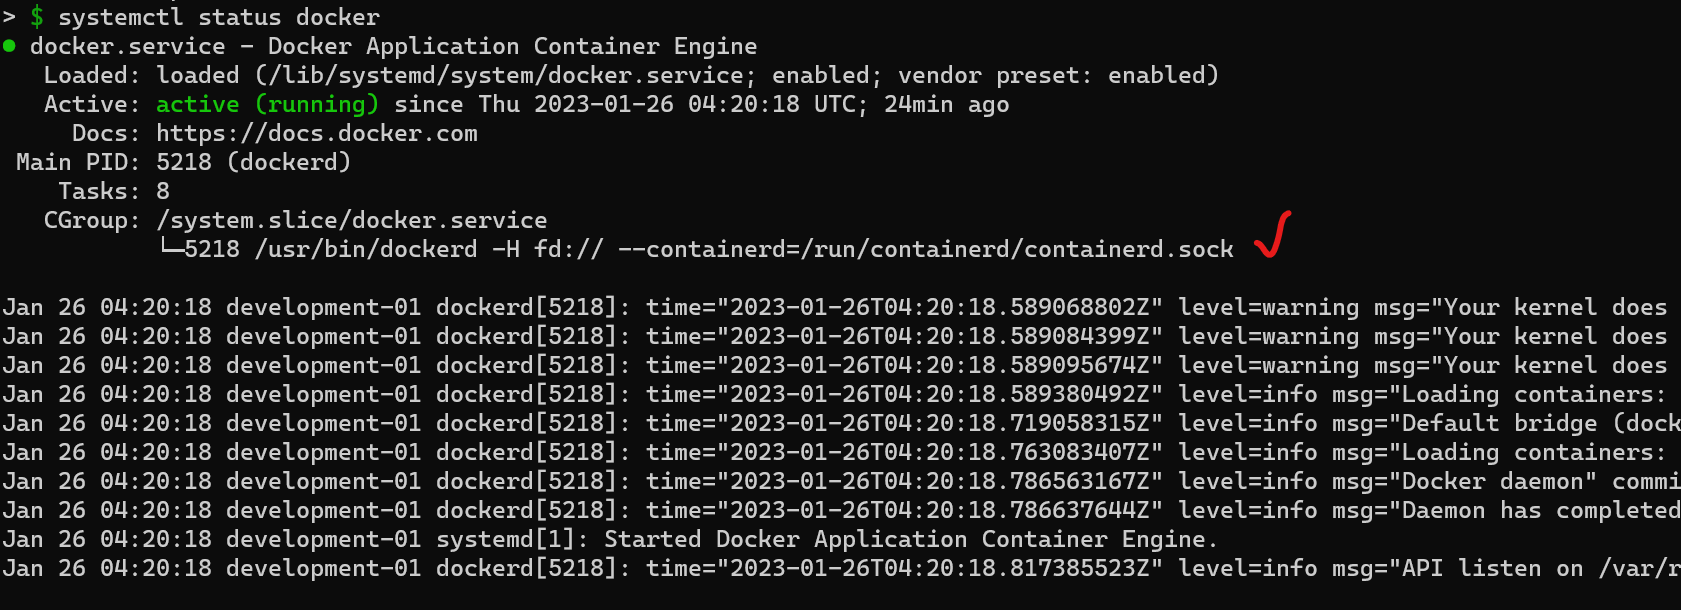 > $ systemctl status docker
● docker.service - Docker Application Container Engine
   Loaded: loaded (/lib/systemd/system/docker.service; enabled; vendor preset: enabled)
   Active: active (running) since Thu 2023-01-26 04:20:18 UTC; 24min ago
     Docs: https://docs.docker.com
 Main PID: 5218 (dockerd)
    Tasks: 8
   CGroup: /system.slice/docker.service
           └─5218 /usr/bin/dockerd -H fd:// --containerd=/run/containerd/containerd.sock
Jan 26 04:20:18 development-01 dockerd[5218]: time="2023-01-26T04:20:18.589068802Z" level=warning msg="Your kernel does
Jan 26 04:20:18 development-01 dockerd[5218]: time="2023-01-26T04:20:18.589084399Z" level=warning msg="Your kernel does
Jan 26 04:20:18 development-01 dockerd[5218]: time="2023-01-26T04:20:18.589095674Z" level=warning msg="Your kernel does
Jan 26 04:20:18 development-01 dockerd[5218]: time="2023-01-26T04:20:18.589380492Z" level=info msg="Loading containers:
Jan 26 04:20:18 development-01 dockerd[5218]: time="2023-01-26T04:20:18.719058315Z" level=info msg="Default bridge (dock
Jan 26 04:20:18 development-01 dockerd[5218]: time="2023-01-26T04:20:18.763083407Z" level=info msg="Loading containers:
Jan 26 04:20:18 development-01 dockerd[5218]: time="2023-01-26T04:20:18.786563167Z" level=info msg="Docker daemon" commi
Jan 26 04:20:18 development-01 dockerd[5218]: time="2023-01-26T04:20:18.786637644Z" level=info msg="Daemon has completed
Jan 26 04:20:18 development-01 systemd[1]: Started Docker Application Container Engine.
Jan 26 04:20:18 development-01 dockerd[5218]: time="2023-01-26T04:20:18.817385523Z" level=info msg="API listen on /var/r